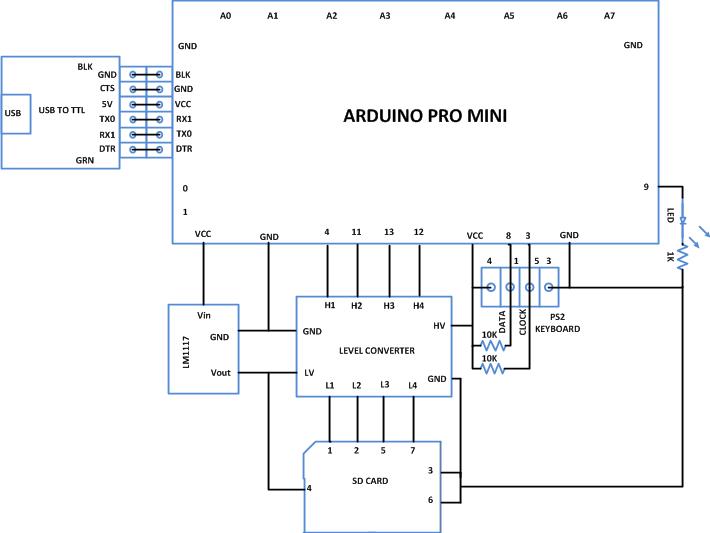 A0 A1 A2 A3 A4 A5 A6 A7
GND GND
BLK
GND BLK
CTS GND
USB USB TO TTL 5V VCC
TX0 RX1
RX1 TX0
DTR DTR
GRN
ARDUINO PRO MINI
0
1
9
LED
1K
VCC GND 4 11 13 12 VCC 8 3 GND
4 1 5 3
DATA
CLOCK
PS2
KEYBOARD
10K
10K
Vin
GND
LM1117
Vout
H1 H2 H3 H4
GND HV
LEVEL CONVERTER
LV GND
L1 L2 L3 L4
1 2 5 7
3
SD CARD
4
6